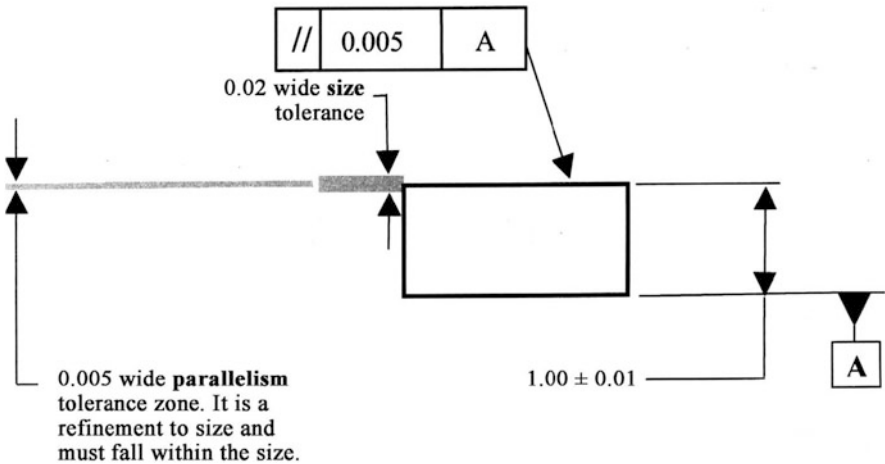 // 0.005 A
0.02 wide size
tolerance
0.005 wide parallelism
tolerance zone. It is a
refinement to size and
must fall within the size.
1.00 ± 0.01
A